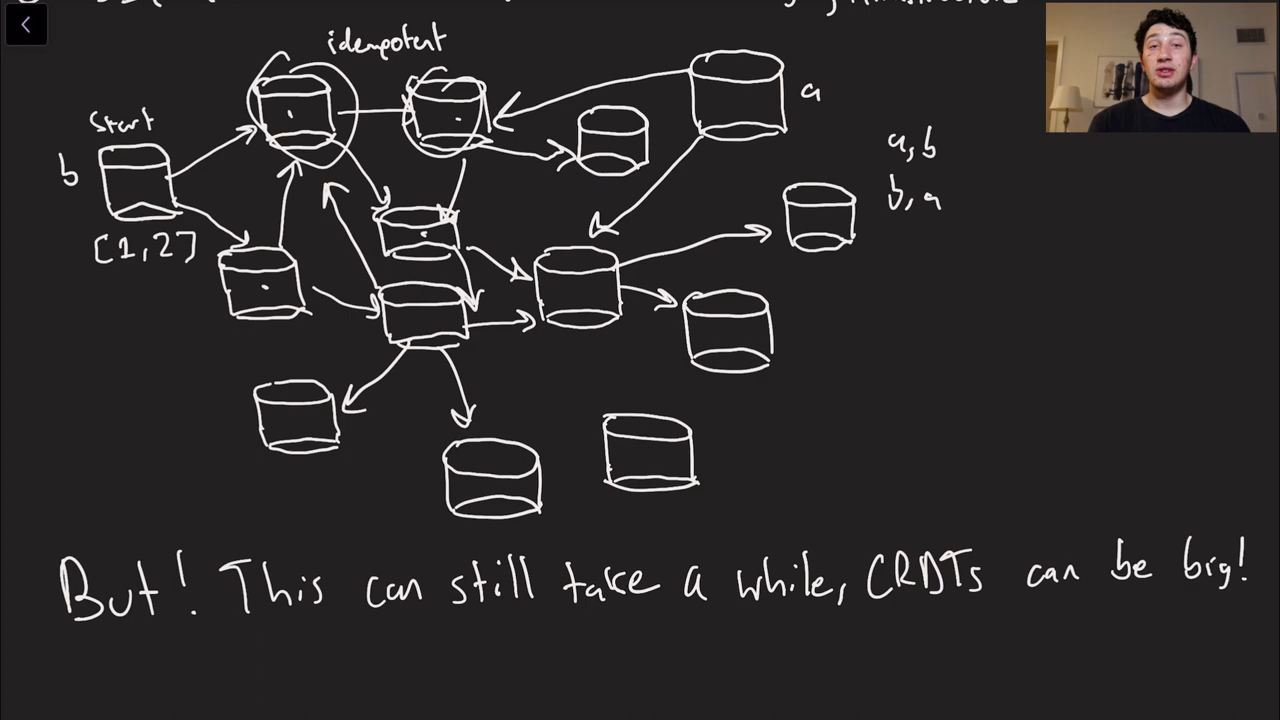 idempotent
a
Start
b
a, b
b, a
[1,2]
But! This can still take a while, CRDTs can be big!